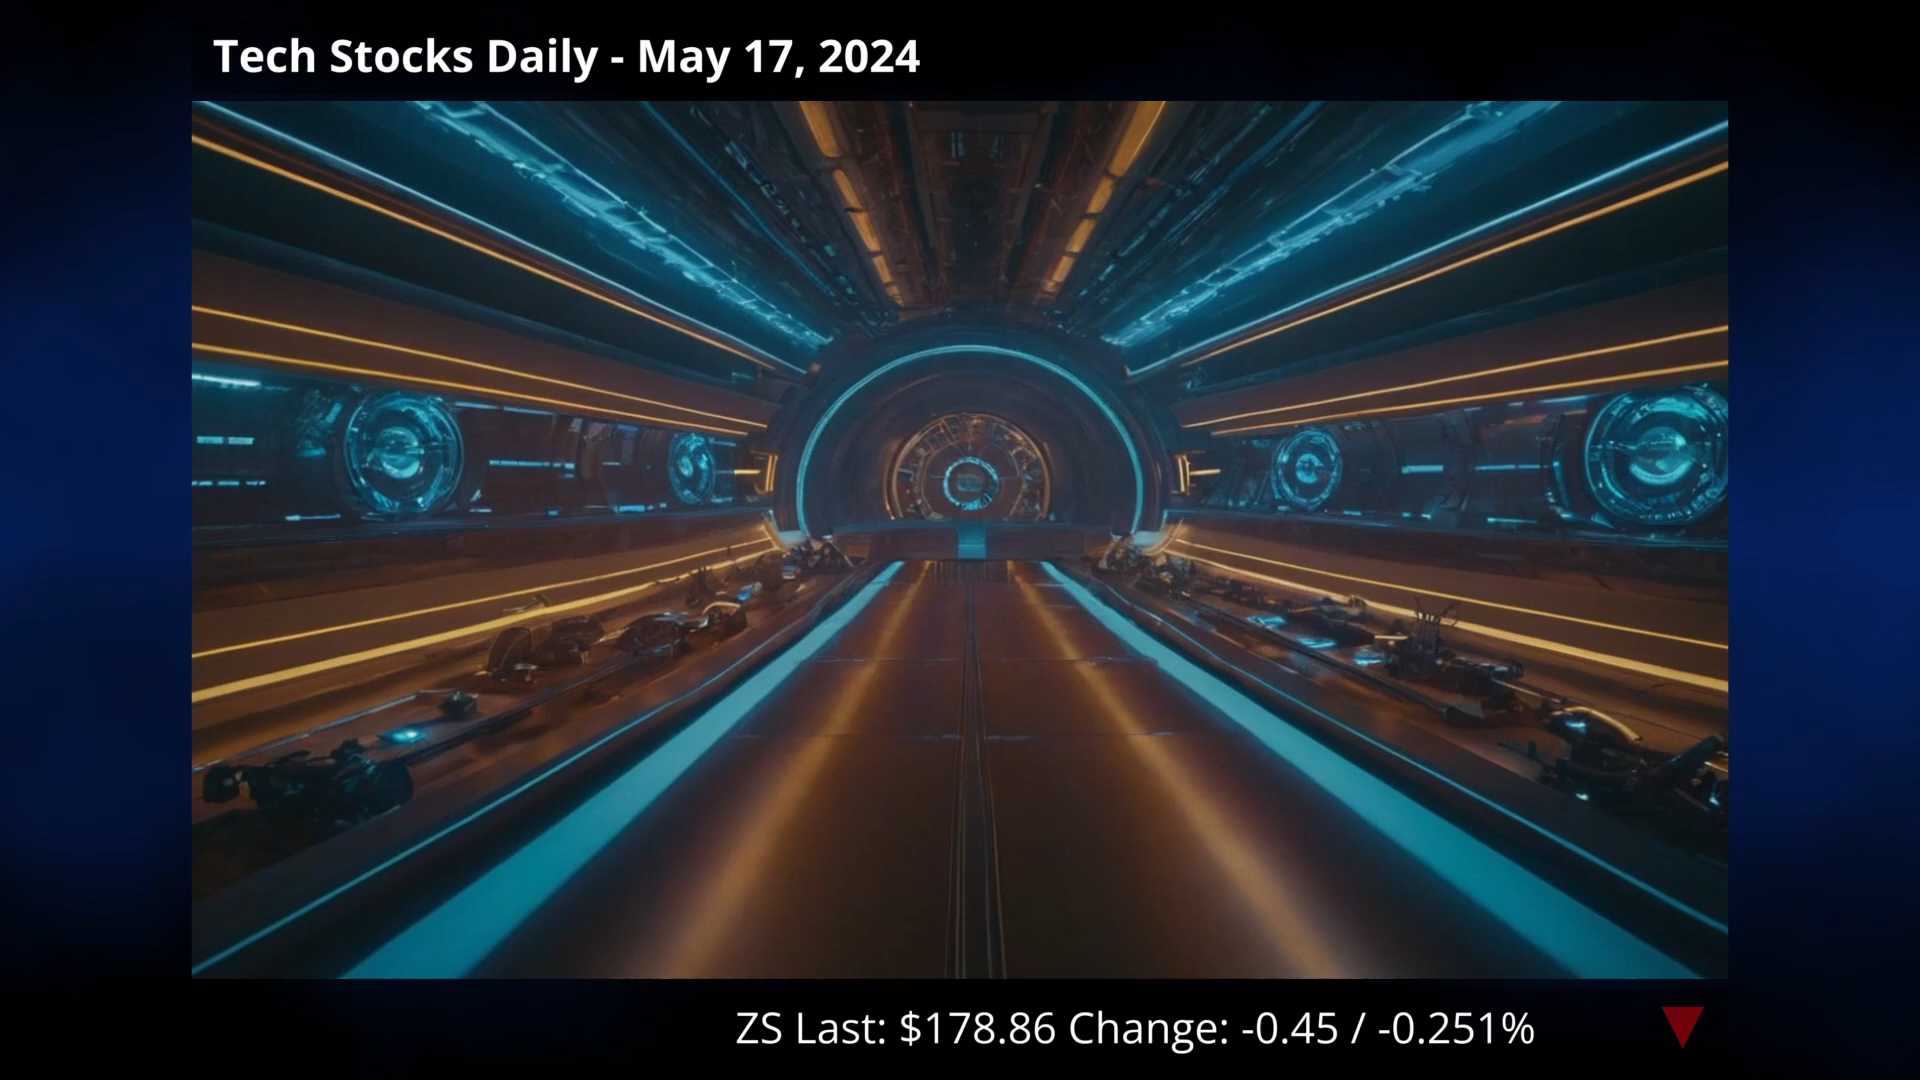 Tech Stocks Daily - May 17, 2024
ZS Last: $178.86 Change: -0.45 / -0.251%